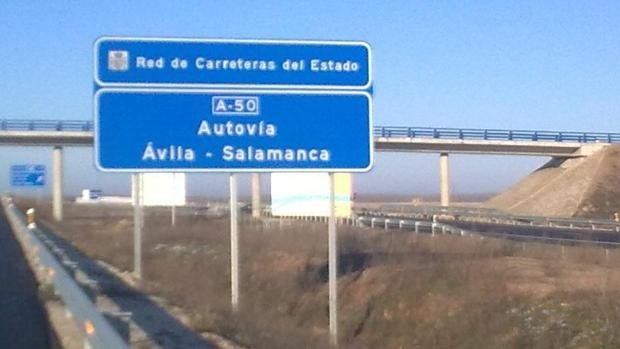 Red de Carreteras del Estado
A-50
Autovía
Ávila - Salamanca